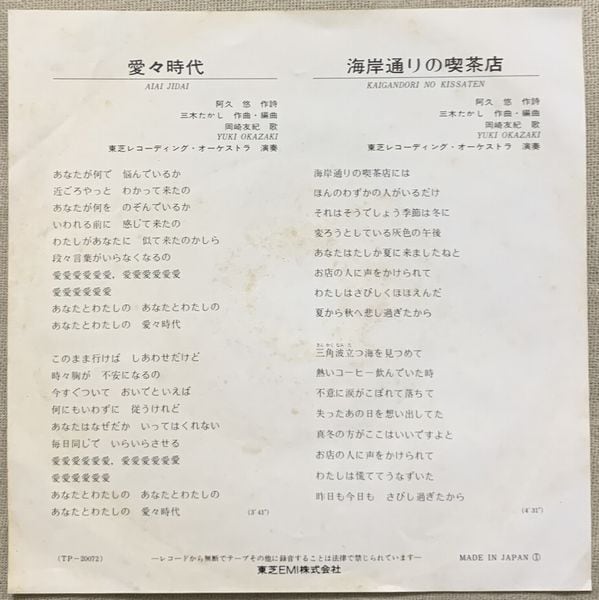 愛々時代
AIAI JIDAI
阿久 悠 作詩
三木たかし 作曲・編曲
岡崎友紀 歌
YUKI OKAZAKI
東芝レコーディング・オーケストラ 演奏
あなたが何で 悩んでいるか
近ごろやっと わかって来たの
あなたが何を のぞんでいるか
いわれる前に 感じて来たの
わたしがあなたに 似て来たのかしら
段々言葉がいらなくなるの
愛愛愛愛愛愛，愛愛愛愛愛愛
愛愛愛愛愛愛
あなたとわたしの あなたとわたしの
あなたとわたしの 愛々時代
このまま行けば しあわせだけど
時々胸が 不安になるの
今すぐついて おいでといえば
何にもいわずに 従うけれど
あなたはなぜだか いってはくれない
毎日同じで いらいらさせる
愛愛愛愛愛愛，愛愛愛愛愛愛
愛愛愛愛愛愛
あなたとわたしの あなたとわたしの
あなたとわたしの 愛々時代
(3'43")
海岸通りの喫茶店
KAIGANDORI NO KISSATEN
阿久 悠 作詩
三木たかし 作曲・編曲
岡崎友紀 歌
YUKI OKAZAKI
東芝レコーディング・オーケストラ 演奏
海岸通りの喫茶店には
ほんのわずかの人がいるだけ
それはそうでしょう季節は冬に
変ろうとしている灰色の午後
あなたはたしか夏に来ましたねと
お店の人に声をかけられて
わたしはさびしくほほえんだ
夏から秋へ悲し過ぎたから
さんかくなみた
三角波立つ海を見つめて
熱いコーヒー飲んでいた時
不意に涙がこぼれて落ちて
失ったあの日を想い出してた
真冬の方がここはいいですよと
お店の人に声をかけられて
わたしは慌ててうなずいた
昨日も今日も さびし過ぎたから
(4'31")
(TP-20072)
—レコードから無断でテープその他に録音することは法律で禁じられています—
MADE IN JAPAN Ⓢ
東芝EMI株式会社